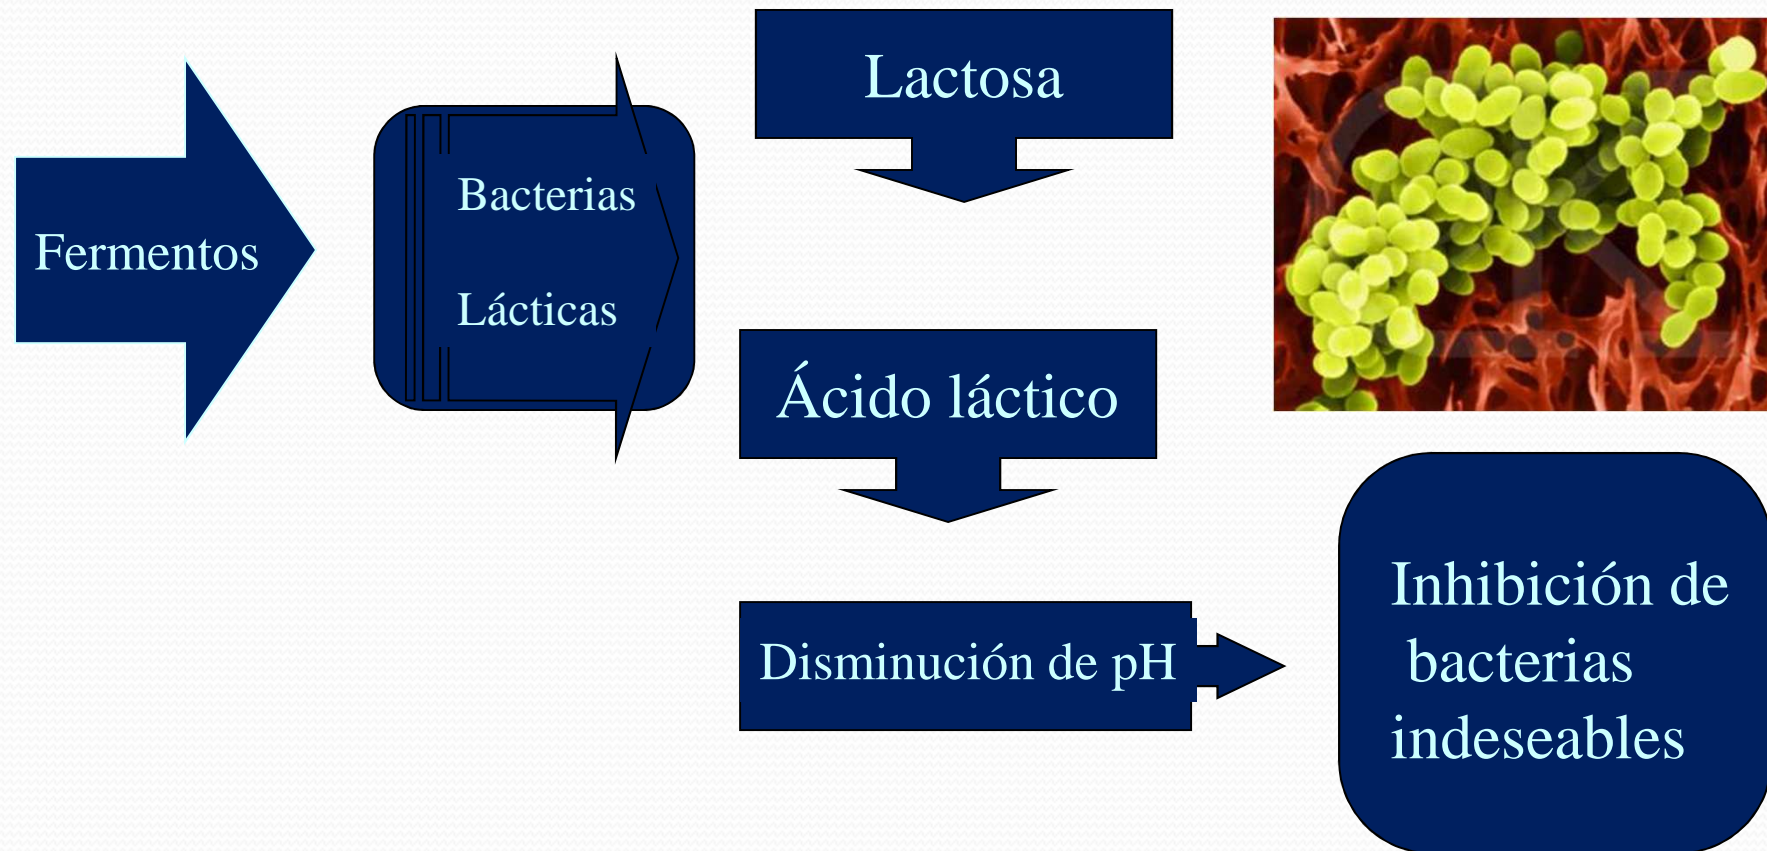 Fermentos
Bacterias
Lácticas
Lactosa
Ácido láctico
Disminución de pH
Inhibición de
bacterias
indeseables